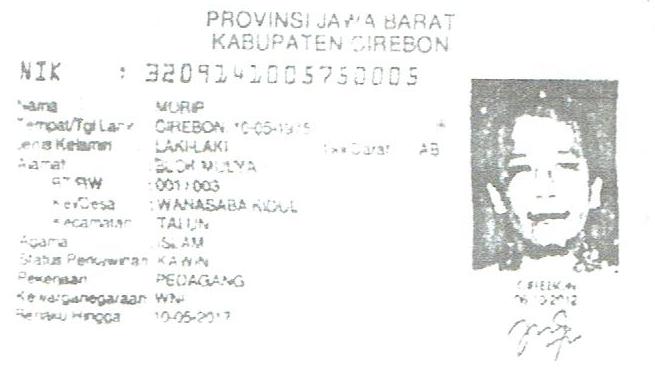 PROVINSI JAWA BARAT
KABUPATEN CIREBON
NIK : 3209141005750005
Nama : MURIP
Tempat/Tgl Lahir : CIREBON, 10-05-1975
Jenis Kelamin : LAKI-LAKI Gol Darah AB
Alamat : BLOK MULYA
RT/RW : 001/003
Kel/Desa : WANASABA KIDUL
Kecamatan : TALUN
Agama : ISLAM
Status Perkawinan : KAWIN
Pekerjaan : PEDAGANG
Kewarganegaraan : WNI
Berlaku Hingga : 10-05-2017
CIREBON
06-10-2012